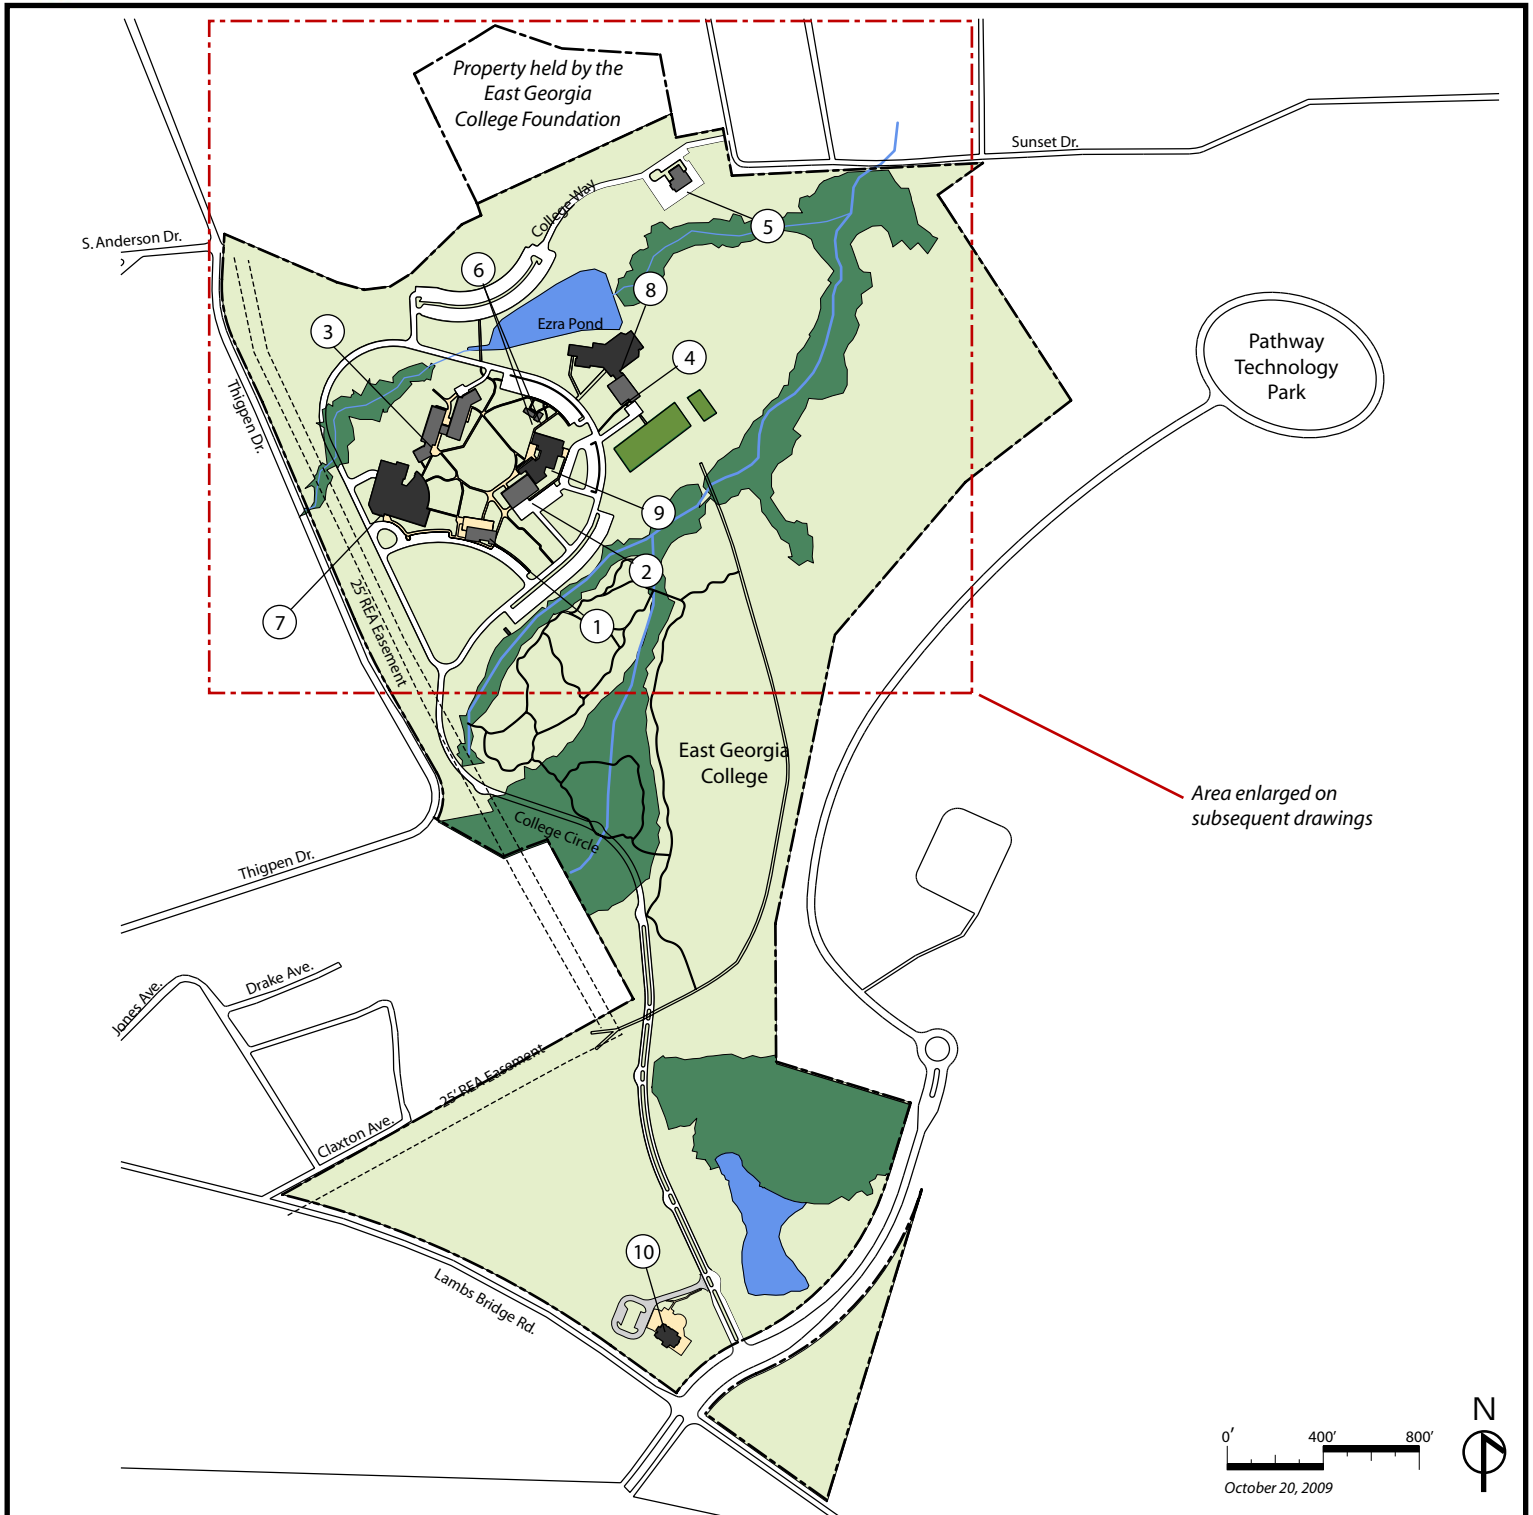 Property held by the
East Georgia
College Foundation
Sunset Dr.
College Way
S. Anderson Dr.
5
6
8
3
Ezra Pond
4
Pathway
Technology
Park
Thigpen Dr.
9
2
7
25' REA Easement
1
East Georgia
College
Area enlarged on
subsequent drawings
College Circle
Thigpen Dr.
Drake Ave.
Jones Ave.
25' REA Easement
Claxton Ave.
10
Lambs Bridge Rd.
N
0' 400' 800'
October 20, 2009